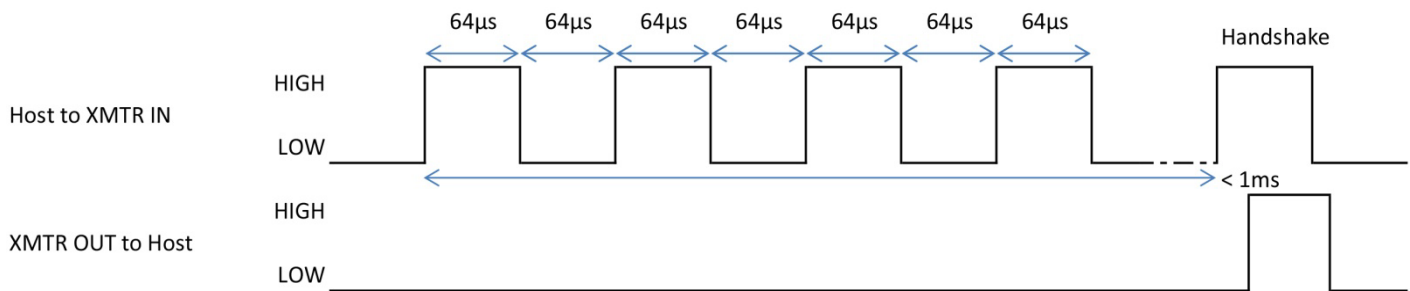 64µs 64µs 64µs 64µs 64µs 64µs 64µs
Handshake
HIGH
Host to XMTR IN
LOW
< 1ms
HIGH
XMTR OUT to Host
LOW